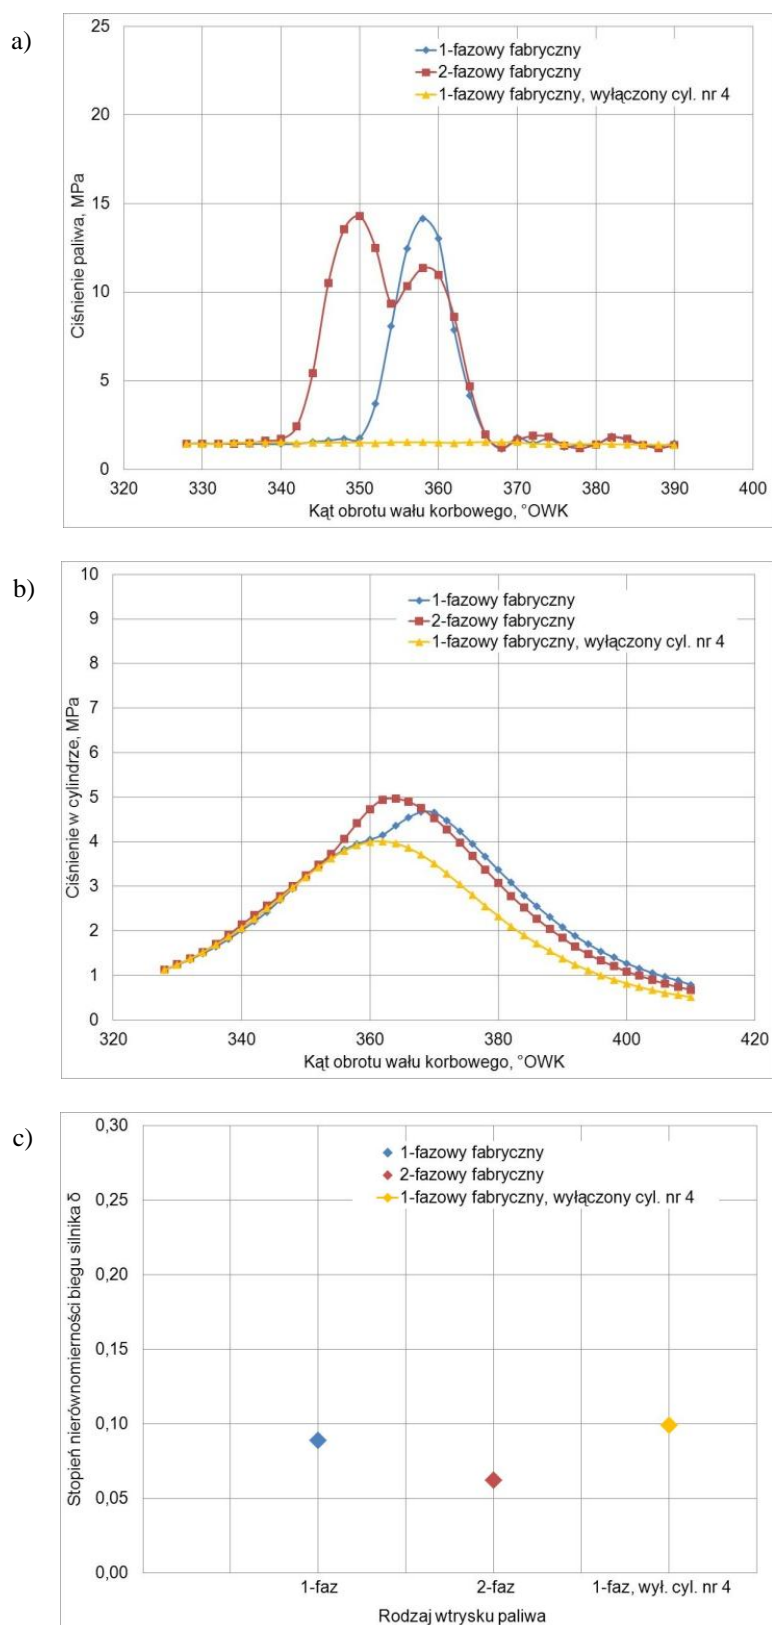 a)
25
20
15
10
5
0
Ciśnienie paliwa, MPa
1-fazowy fabryczny
2-fazowy fabryczny
1-fazowy fabryczny, wyłączony cyl. nr 4
320 330 340 350 360 370 380 390 400
Kąt obrotu wału korbowego, °OWK
b)
10
9
8
7
6
5
4
3
2
1
0
Ciśnienie w cylindrze, MPa
1-fazowy fabryczny
2-fazowy fabryczny
1-fazowy fabryczny, wyłączony cyl. nr 4
320 340 360 380 400 420
Kąt obrotu wału korbowego, °OWK
c)
0,30
0,25
0,20
0,15
0,10
0,05
0,00
Stopień nierównomierności biegu silnika δ
1-fazowy fabryczny
2-fazowy fabryczny
1-fazowy fabryczny, wyłączony cyl. nr 4
1-faz 2-faz 1-faz, wył. cyl. nr 4
Rodzaj wtrysku paliwa